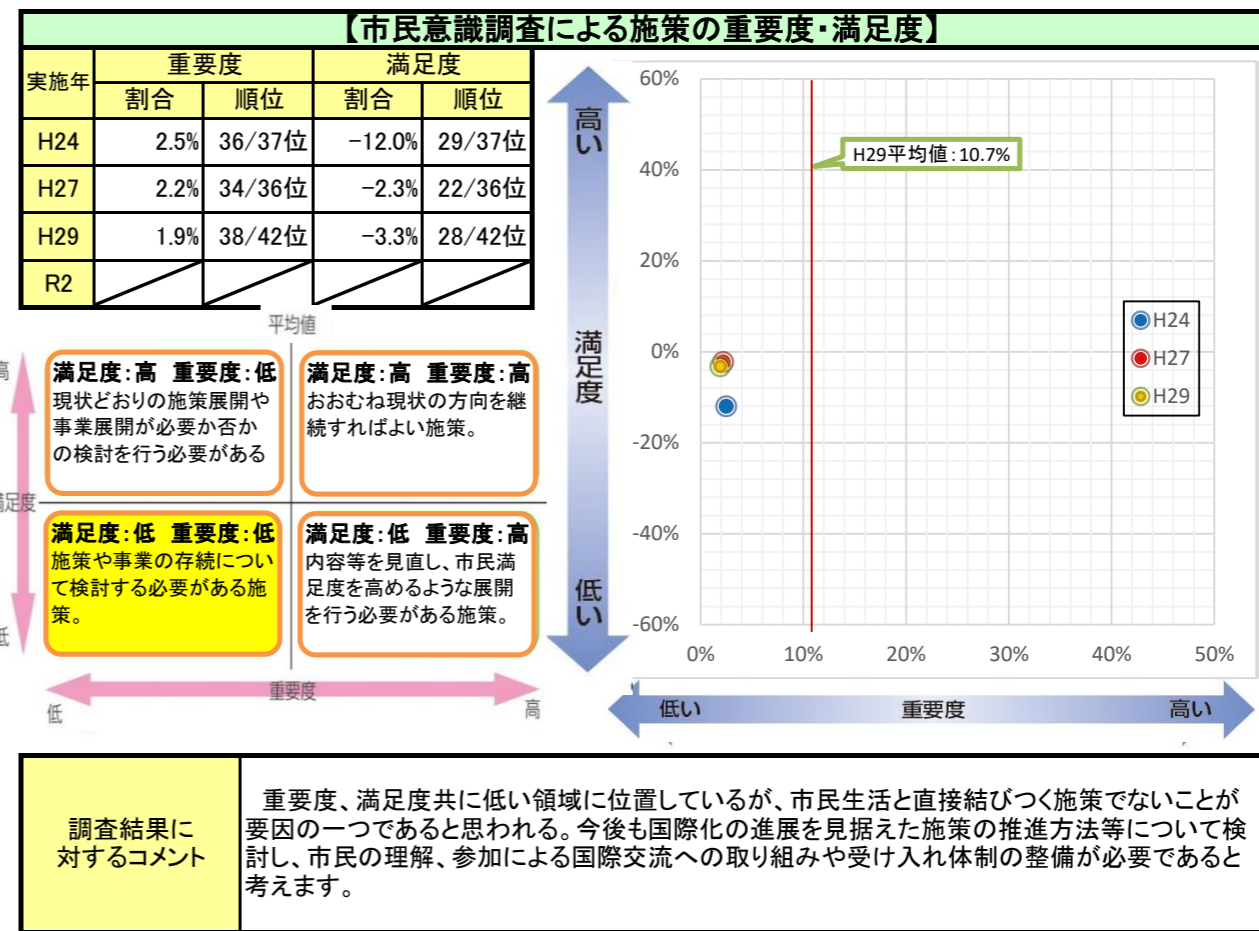 【市民意識調査による施策の重要度・満足度】
実施年 重要度 満足度
割合 順位 割合 順位
H24 2.5% 36/37位 -12.0% 29/37位
H27 2.2% 34/36位 -2.3% 22/36位
H29 1.9% 38/42位 -3.3% 28/42位
R2
平均値
高
満足度:高 重要度:低
現状どおりの施策展開や
事業展開が必要か否か
の検討を行う必要がある
満足度:高 重要度:高
おおむね現状の方向を継
続すればよい施策。
満足度
満足度:低 重要度:低
施策や事業の存続につい
て検討する必要がある施
策。
満足度:低 重要度:高
内容等を見直し、市民満
足度を高めるような展開
を行う必要がある施策。
低
重要度
低 高
高い
満足度
低い
60%
40%
20%
0%
-20%
-40%
-60%
H29平均値:10.7%
H24
H27
H29
0% 10% 20% 30% 40% 50%
低い 重要度 高い
調査結果に
対するコメント
重要度、満足度共に低い領域に位置しているが、市民生活と直接結びつく施策でないことが
要因の一つであると思われる。今後も国際化の進展を見据えた施策の推進方法等について検
討し、市民の理解、参加による国際交流への取り組みや受け入れ体制の整備が必要であると
考えます。